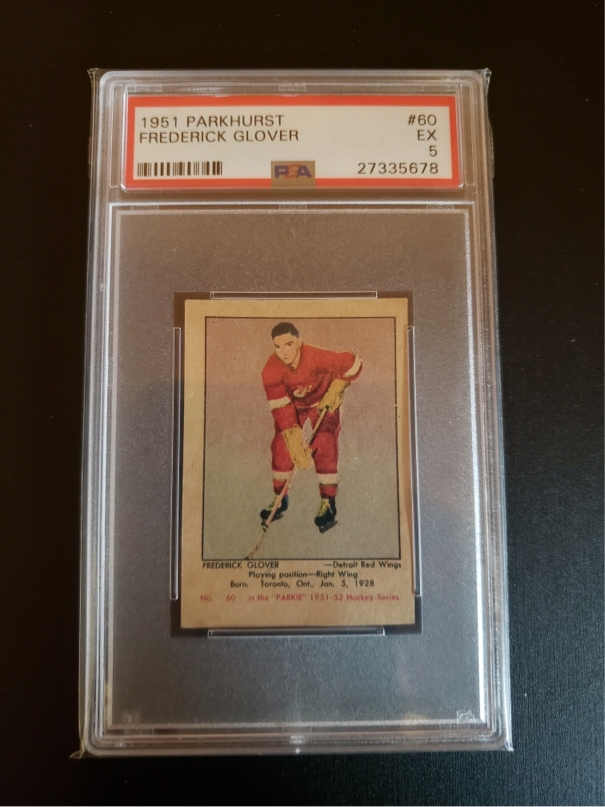 1951 PARKHURST #60
FREDERICK GLOVER EX
5
PSA 27335678
FREDERICK GLOVER —Detroit Red Wings
Playing position—Right Wing
Born: Toronto, Ont., Jan. 5, 1928
No. 60 in the "PARKIE" 1951-52 Hockey Series.